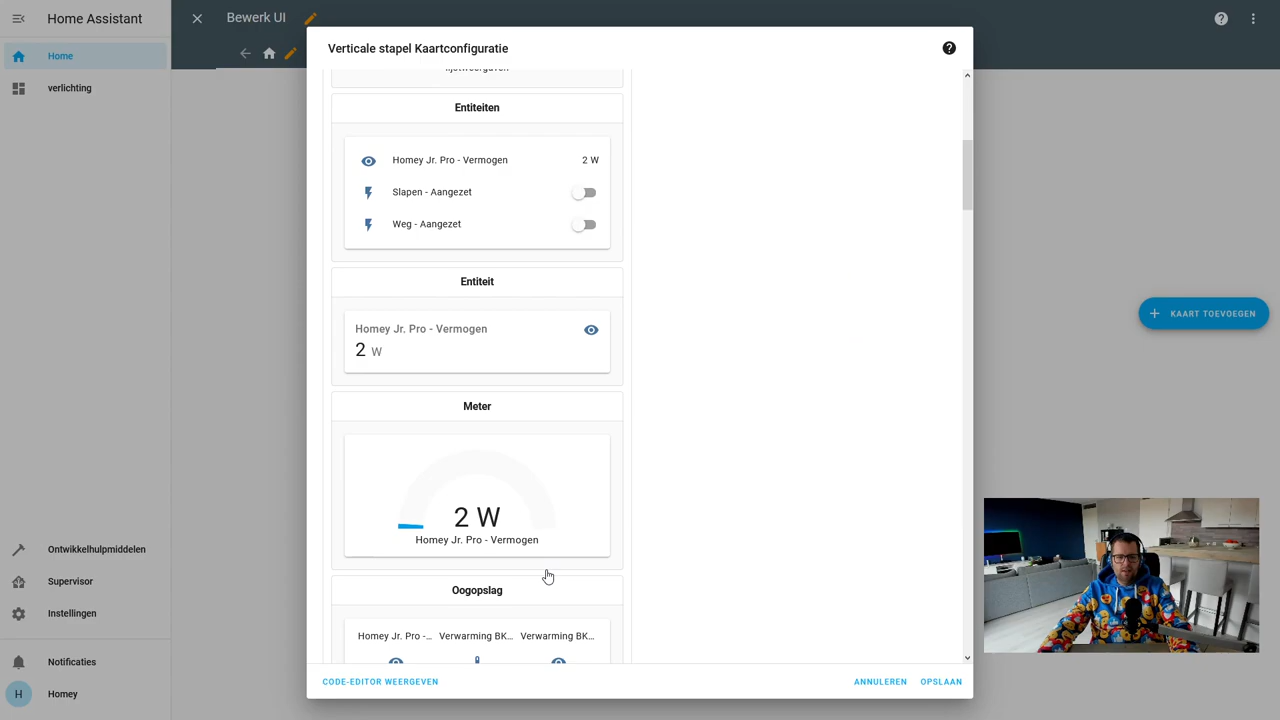 Home Assistant
Bewerk UI
Home
verlichting
Verticale stapel Kaartconfiguratie
Entiteiten
Homey Jr. Pro - Vermogen 2 W
Slapen - Aangezet
Weg - Aangezet
Entiteit
Homey Jr. Pro - Vermogen
2 W
Meter
2 W
Homey Jr. Pro - Vermogen
Oogopslag
Homey Jr. Pro -... Verwarming BK... Verwarming BK...
KAART TOEVOEGEN
Ontwikkelhulpmiddelen
Supervisor
Instellingen
Notificaties
H Homey
CODE-EDITOR WEERGEVEN
ANNULEREN OPSLAAN